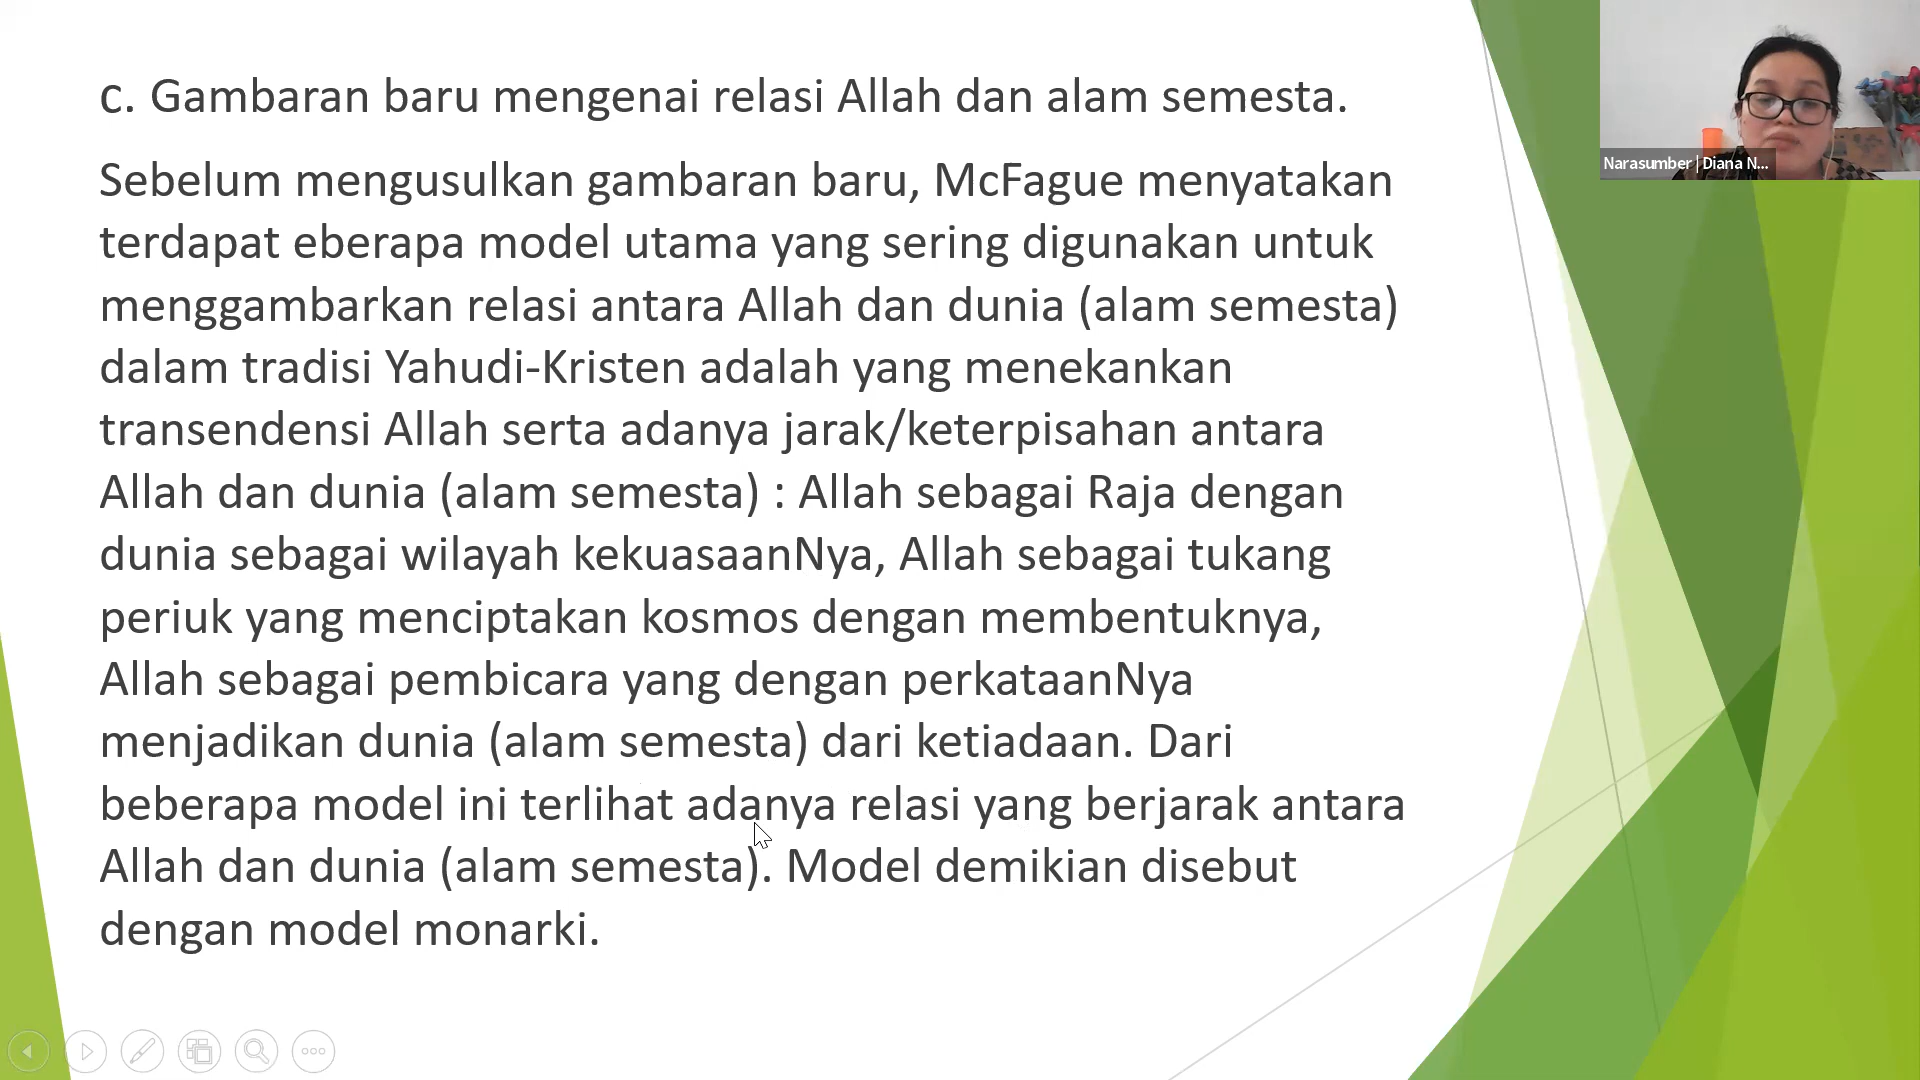 c. Gambaran baru mengenai relasi Allah dan alam semesta.
Sebelum mengusulkan gambaran baru, McFague menyatakan
terdapat eberapa model utama yang sering digunakan untuk
menggambarkan relasi antara Allah dan dunia (alam semesta)
dalam tradisi Yahudi-Kristen adalah yang menekankan
transendensi Allah serta adanya jarak/keterpisahan antara
Allah dan dunia (alam semesta) : Allah sebagai Raja dengan
dunia sebagai wilayah kekuasaanNya, Allah sebagai tukang
periuk yang menciptakan kosmos dengan membentuknya,
Allah sebagai pembicara yang dengan perkataanNya
menjadikan dunia (alam semesta) dari ketiadaan. Dari
beberapa model ini terlihat adanya relasi yang berjarak antara
Allah dan dunia (alam semesta). Model demikian disebut
dengan model monarki.
Narasumber | Diana N...